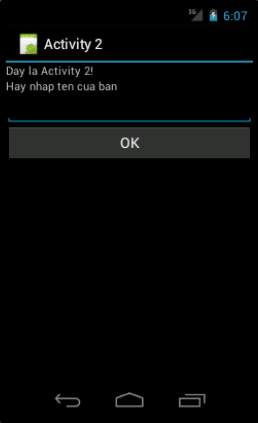 3G 6:07
Activity 2
Day la Activity 2!
Hay nhap ten cua ban
OK